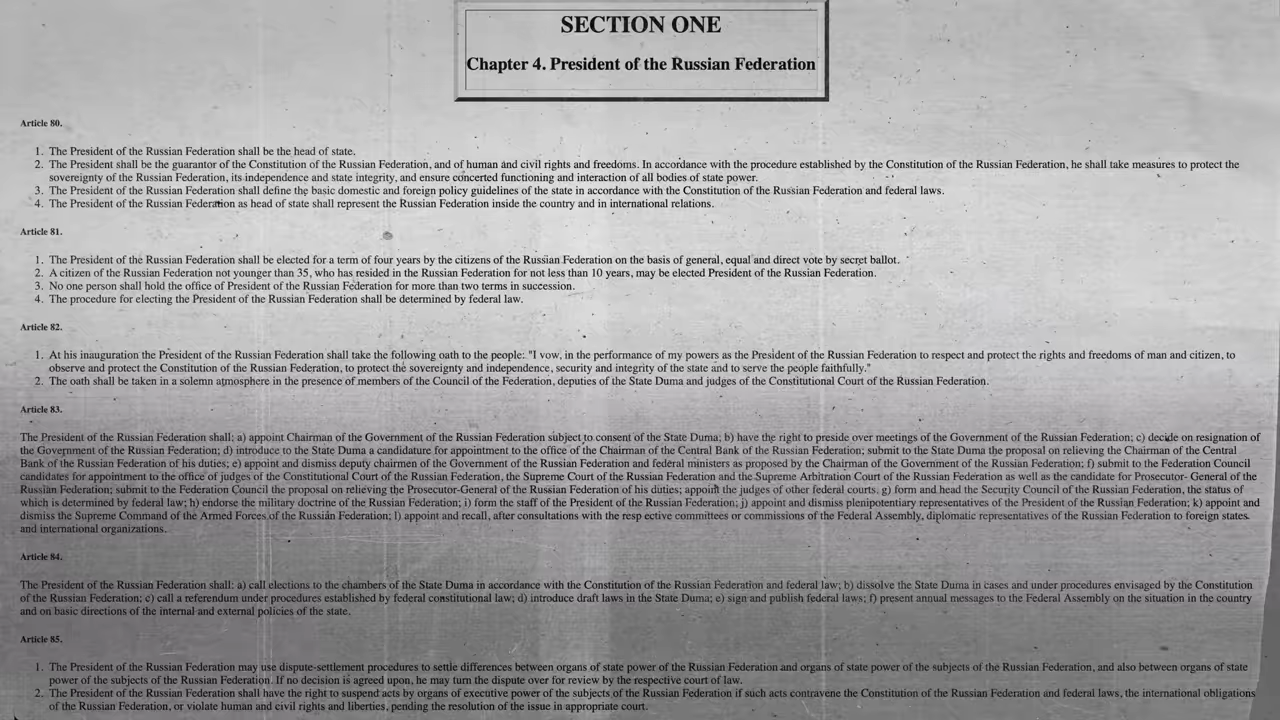 SECTION ONE
Chapter 4. President of the Russian Federation
Article 80.
1. The President of the Russian Federation shall be the head of state.
2. The President shall be the guarantor of the Constitution of the Russian Federation, and of human and civil rights and freedoms. In accordance with the procedure established by the Constitution of the Russian Federation, he shall take measures to protect the
sovereignty of the Russian Federation, its independence and state integrity, and ensure concerted functioning and interaction of all bodies of state power.
3. The President of the Russian Federation shall define the basic domestic and foreign policy guidelines of the state in accordance with the Constitution of the Russian Federation and federal laws.
4. The President of the Russian Federation as head of state shall represent the Russian Federation inside the country and in international relations.
Article 81.
1. The President of the Russian Federation shall be elected for a term of four years by the citizens of the Russian Federation on the basis of general, equal and direct vote by secret ballot.
2. A citizen of the Russian Federation not younger than 35, who has resided in the Russian Federation for not less than 10 years, may be elected President of the Russian Federation.
3. No one person shall hold the office of President of the Russian Federation for more than two terms in succession.
4. The procedure for electing the President of the Russian Federation shall be determined by federal law.
Article 82.
1. At his inauguration the President of the Russian Federation shall take the following oath to the people: "I vow, in the performance of my powers as the President of the Russian Federation to respect and protect the rights and freedoms of man and citizen, to
observe and protect the Constitution of the Russian Federation, to protect the sovereignty and independence, security and integrity of the state and to serve the people faithfully."
2. The oath shall be taken in a solemn atmosphere in the presence of members of the Council of the Federation, deputies of the State Duma and judges of the Constitutional Court of the Russian Federation.
Article 83.
The President of the Russian Federation shall: a) appoint Chairman of the Government of the Russian Federation subject to consent of the State Duma; b) have the right to preside over meetings of the Government of the Russian Federation; c) decide on resignation of
the Government of the Russian Federation; d) introduce to the State Duma a candidature for appointment to the office of the Chairman of the Central Bank of the Russian Federation; submit to the State Duma the proposal on relieving the Chairman of the Central
Bank of the Russian Federation of his duties; e) appoint and dismiss deputy chairmen of the Government of the Russian Federation and federal ministers as proposed by the Chairman of the Government of the Russian Federation; f) submit to the Federation Council
candidates for appointment to the office of judges of the Constitutional Court of the Russian Federation, the Supreme Court of the Russian Federation and the Supreme Arbitration Court of the Russian Federation as well as the candidate for Prosecutor- General of the
Russian Federation; submit to the Federation Council the proposal on relieving the Prosecutor-General of the Russian Federation of his duties; appoint the judges of other federal courts. g) form and head the Security Council of the Russian Federation, the status of
which is determined by federal law; h) endorse the military doctrine of the Russian Federation; i) form the staff of the President of the Russian Federation; j) appoint and dismiss plenipotentiary representatives of the President of the Russian Federation; k) appoint and
dismiss the Supreme Command of the Armed Forces of the Russian Federation; l) appoint and recall, after consultations with the resp ective committees or commissions of the Federal Assembly, diplomatic representatives of the Russian Federation to foreign states.
and international organizations.
Article 84.
The President of the Russian Federation shall: a) call elections to the chambers of the State Duma in accordance with the Constitution of the Russian Federation and federal law; b) dissolve the State Duma in cases and under procedures envisaged by the Constitution
of the Russian Federation; c) call a referendum under procedures established by federal constitutional law; d) introduce draft laws in the State Duma; e) sign and publish federal laws; f) present annual messages to the Federal Assembly on the situation in the country
and on basic directions of the internal and external policies of the state.
Article 85.
1. The President of the Russian Federation may use dispute-settlement procedures to settle differences between organs of state power of the Russian Federation and organs of state power of the subjects of the Russian Federation, and also between organs of state
power of the subjects of the Russian Federation. If no decision is agreed upon, he may turn the dispute over for review by the respective court of law.
2. The President of the Russian Federation shall have the right to suspend acts by organs of executive power of the subjects of the Russian Federation if such acts contravene the Constitution of the Russian Federation and federal laws, the international obligations
of the Russian Federation, or violate human and civil rights and liberties, pending the resolution of the issue in appropriate court.